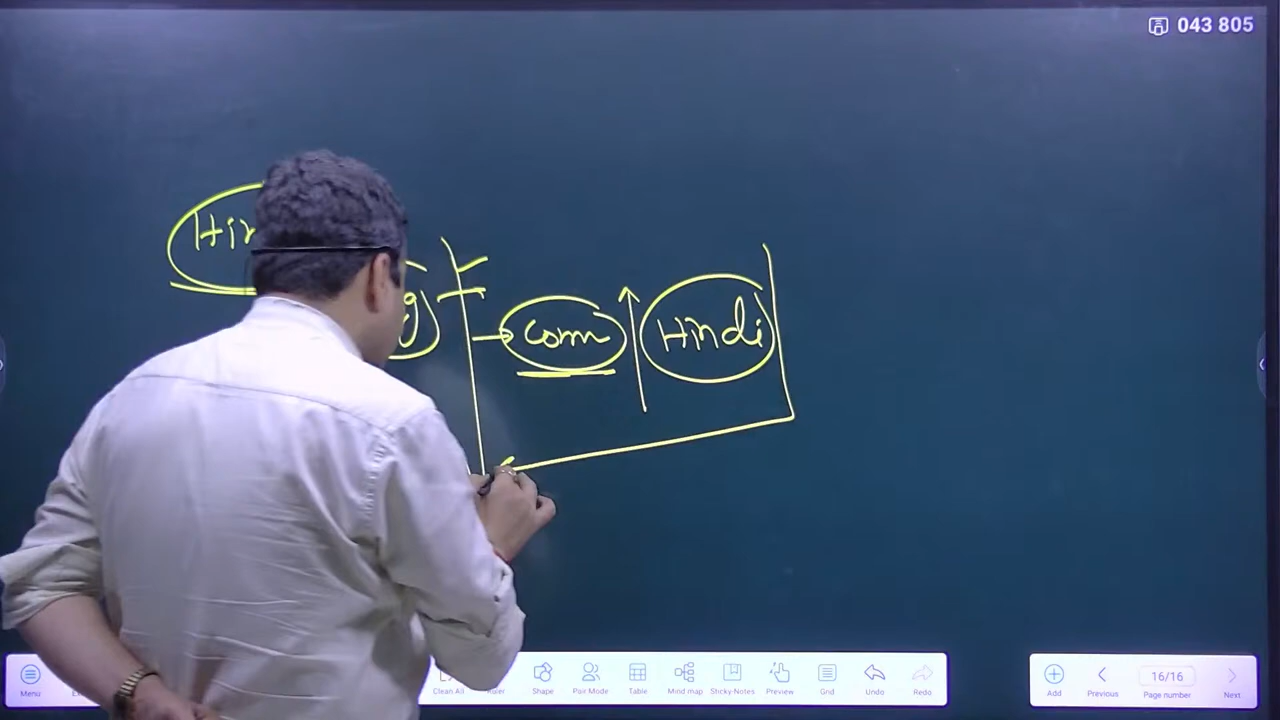 043 805
Hin
g
Com Hindi
Menu Clean All Shape Pair Mode Table Mind map Sticky-Notes Preview Grid Undo Redo Add Previous 16/16 Page number Next